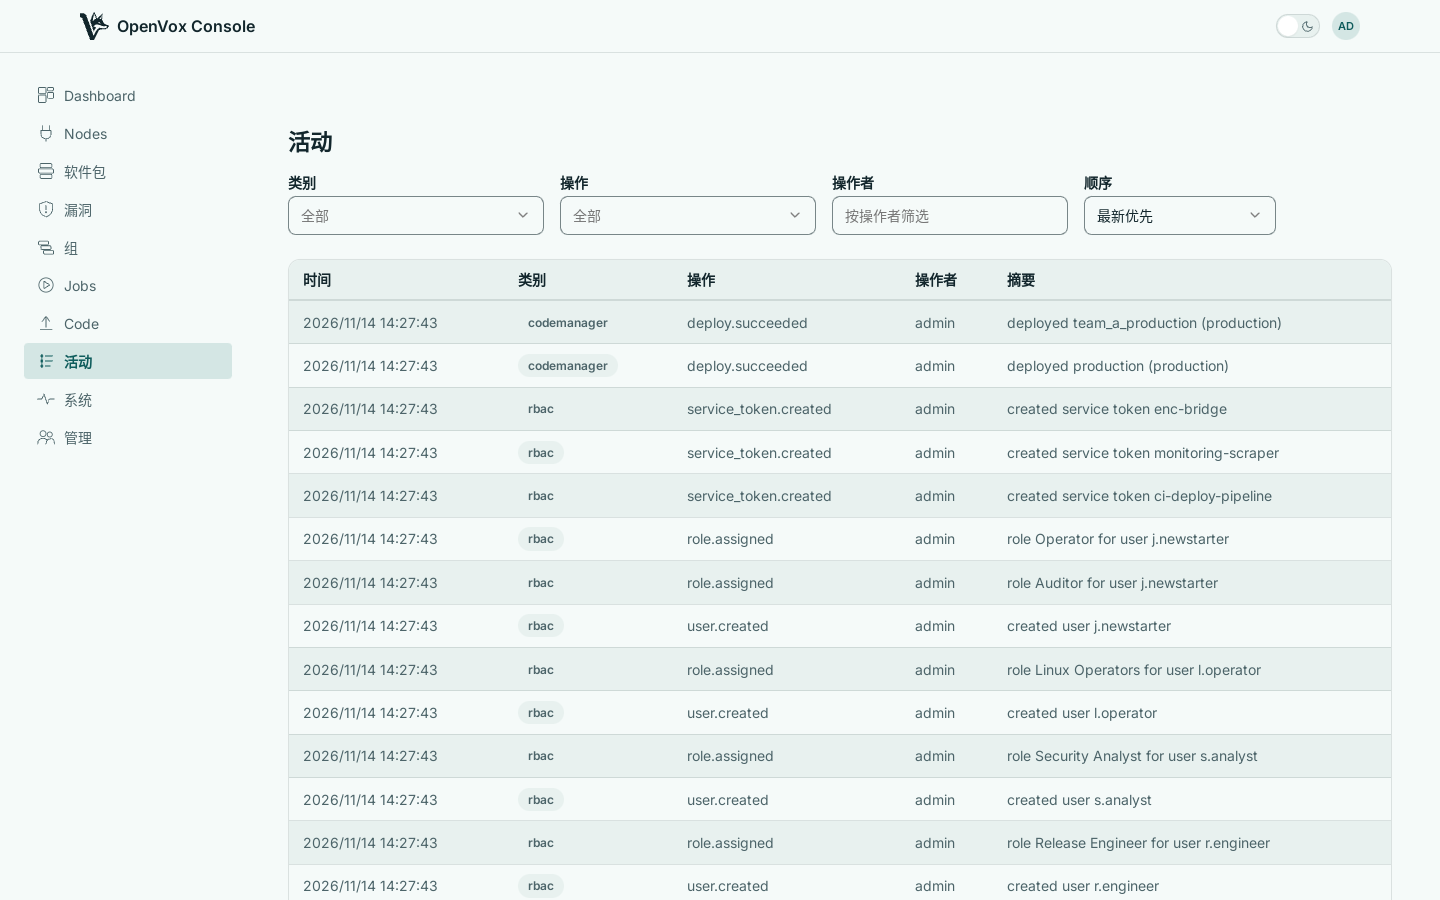 OpenVox Console
AD
Dashboard
Nodes
软件包
漏洞
组
Jobs
Code
活动
系统
管理
活动
类别 操作 操作者 顺序
全部 全部 按操作者筛选 最新优先
时间 类别 操作 操作者 摘要
2026/11/14 14:27:43 codemanager deploy.succeeded admin deployed team_a_production (production)
2026/11/14 14:27:43 codemanager deploy.succeeded admin deployed production (production)
2026/11/14 14:27:43 rbac service_token.created admin created service token enc-bridge
2026/11/14 14:27:43 rbac service_token.created admin created service token monitoring-scraper
2026/11/14 14:27:43 rbac service_token.created admin created service token ci-deploy-pipeline
2026/11/14 14:27:43 rbac role.assigned admin role Operator for user j.newstarter
2026/11/14 14:27:43 rbac role.assigned admin role Auditor for user j.newstarter
2026/11/14 14:27:43 rbac user.created admin created user j.newstarter
2026/11/14 14:27:43 rbac role.assigned admin role Linux Operators for user l.operator
2026/11/14 14:27:43 rbac user.created admin created user l.operator
2026/11/14 14:27:43 rbac role.assigned admin role Security Analyst for user s.analyst
2026/11/14 14:27:43 rbac user.created admin created user s.analyst
2026/11/14 14:27:43 rbac role.assigned admin role Release Engineer for user r.engineer
2026/11/14 14:27:43 rbac user.created admin created user r.engineer